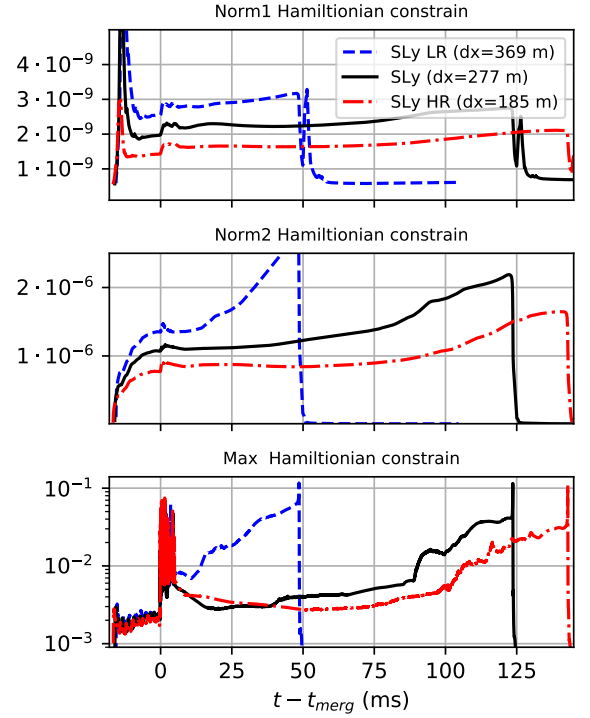 Norm1 Hamiltionian constrain
4·10⁻⁹
3·10⁻⁹
2·10⁻⁹
1·10⁻⁹
SLy LR (dx=369 m)
SLy (dx=277 m)
SLy HR (dx=185 m)
Norm2 Hamiltionian constrain
2·10⁻⁶
1·10⁻⁶
Max Hamiltionian constrain
10⁻¹
10⁻²
10⁻³
0 25 50 75 100 125
t − tₘₑᵣg (ms)